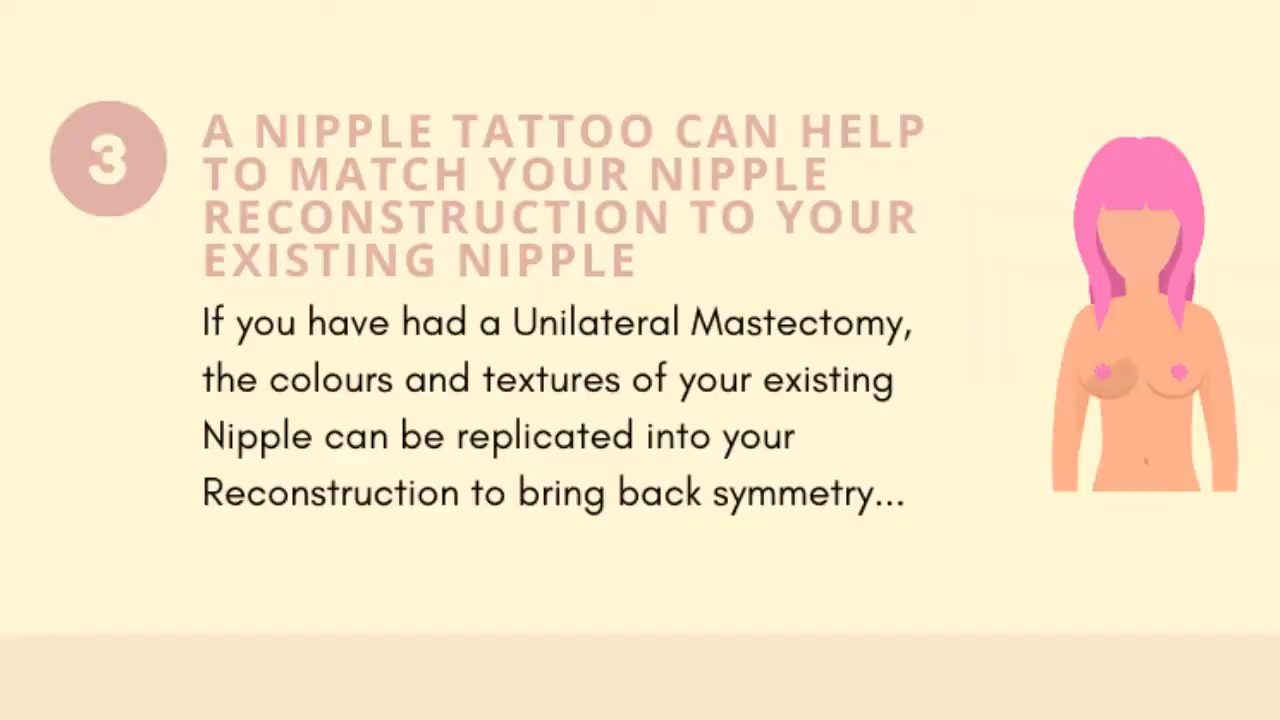 3
A NIPPLE TATTOO CAN HELP
TO MATCH YOUR NIPPLE
RECONSTRUCTION TO YOUR
EXISTING NIPPLE
If you have had a Unilateral Mastectomy,
the colours and textures of your existing
Nipple can be replicated into your
Reconstruction to bring back symmetry...